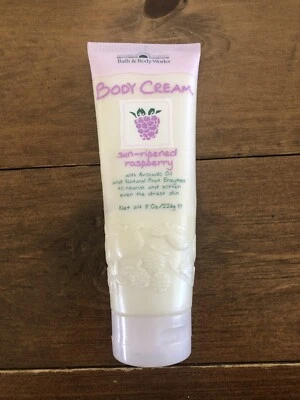 Bath & Body Works
BODY CREAM
sun-ripened
raspberry
with Avocado Oil
and Natural Fruit Enzymes
to nourish and soften
even the driest skin
Net wt 8 Oz/226g ℮